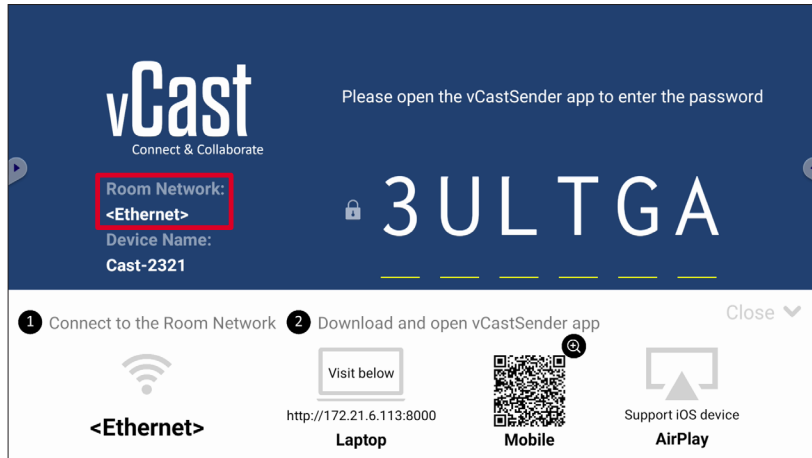 vCast
Connect & Collaborate
Please open the vCastSender app to enter the password
Room Network:
<Ethernet>
Device Name:
Cast-2321
3ULTGA
Close
1 Connect to the Room Network
2 Download and open vCastSender app
<Ethernet>
Visit below
http://172.21.6.113:8000
Laptop
Mobile
Support iOS device
AirPlay